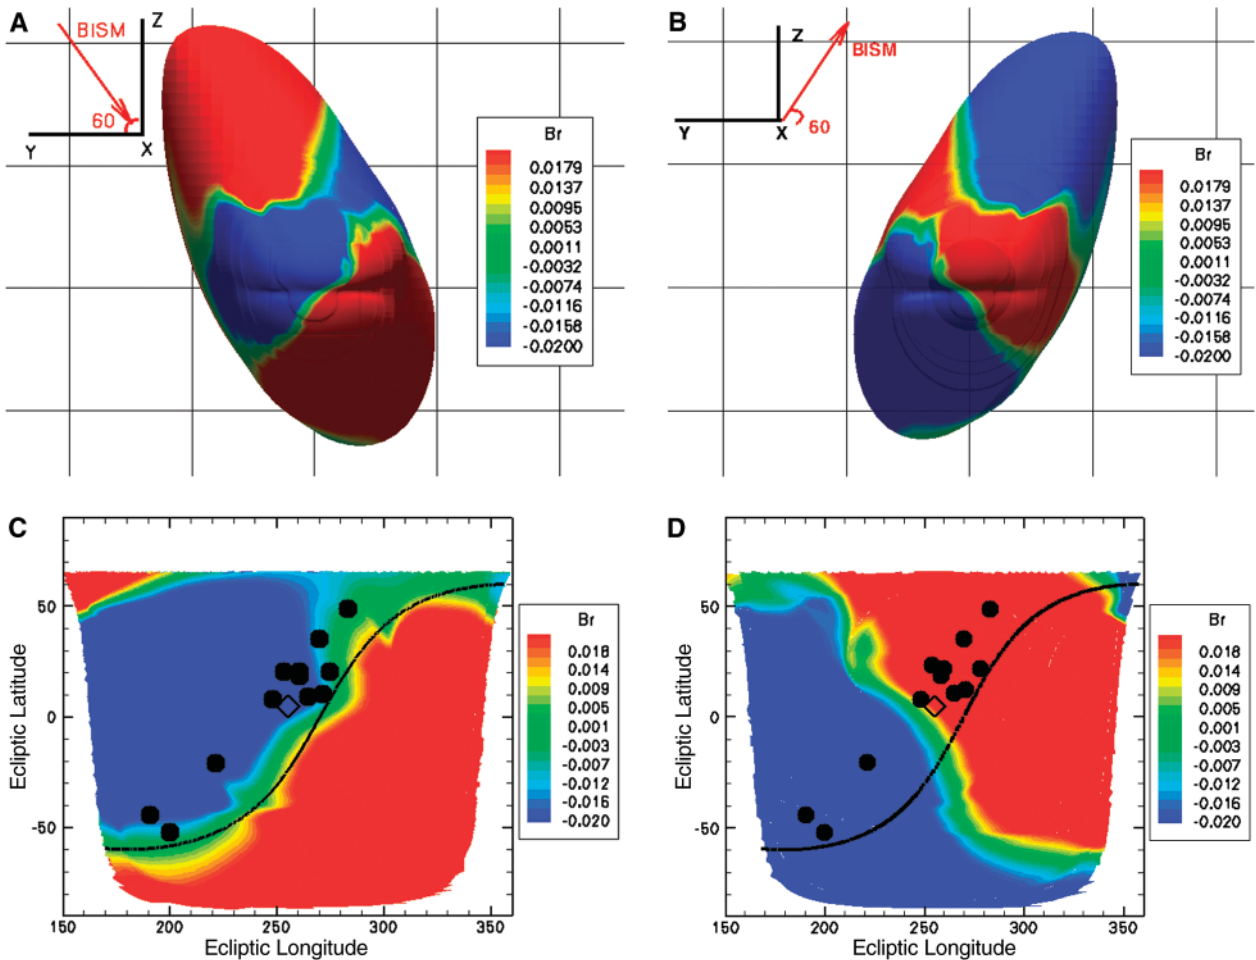 A
Z
BISM
60
Y
X
Br
0.0179
0.0137
0.0095
0.0053
0.0011
-0.0032
-0.0074
-0.0116
-0.0158
-0.0200
B
Z
BISM
60
Y
X
Br
0.0179
0.0137
0.0095
0.0053
0.0011
-0.0032
-0.0074
-0.0116
-0.0158
-0.0200
C
Ecliptic Latitude
50
0
-50
150 200 250 300 350
Ecliptic Longitude
Br
0.018
0.014
0.009
0.005
0.001
-0.003
-0.007
-0.012
-0.016
-0.020
D
Ecliptic Latitude
50
0
-50
150 200 250 300 350
Ecliptic Longitude
Br
0.018
0.014
0.009
0.005
0.001
-0.003
-0.007
-0.012
-0.016
-0.020